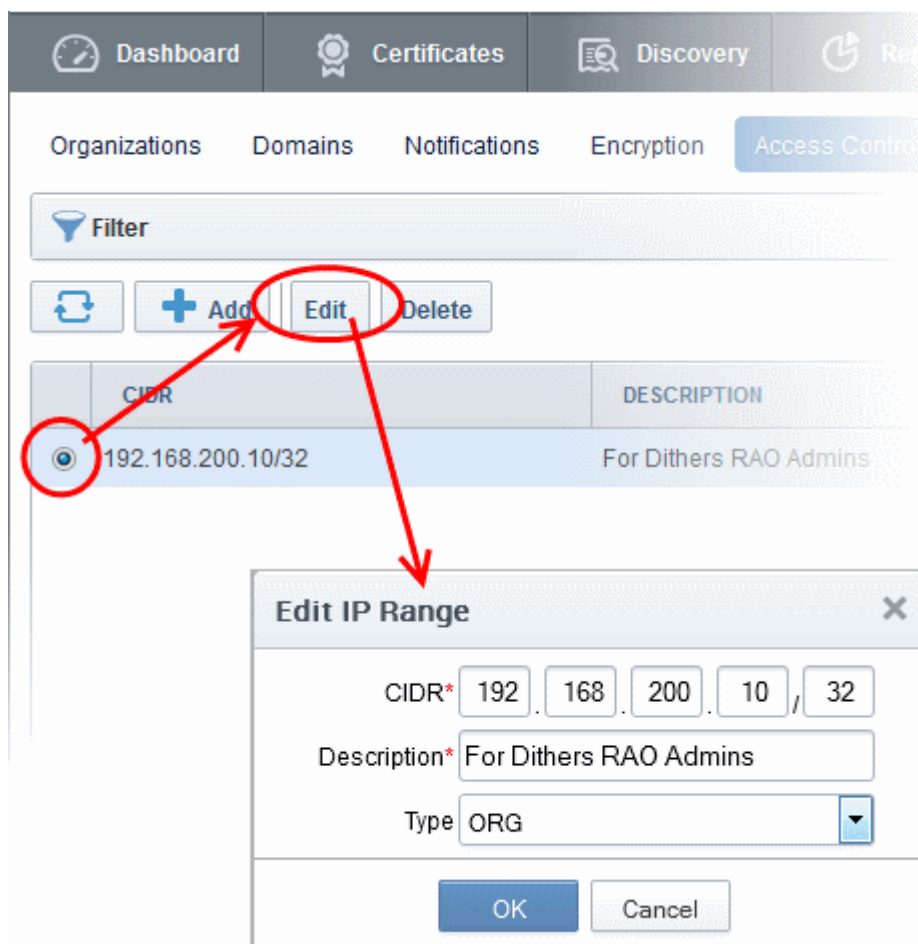 Dashboard Certificates Discovery
Organizations Domains Notifications Encryption Access Contro
Filter
Add Edit Delete
CIDR DESCRIPTION
192.168.200.10/32 For Dithers RAO Admins
Edit IP Range
CIDR* 192 . 168 . 200 . 10 / 32
Description* For Dithers RAO Admins
Type ORG
OK Cancel